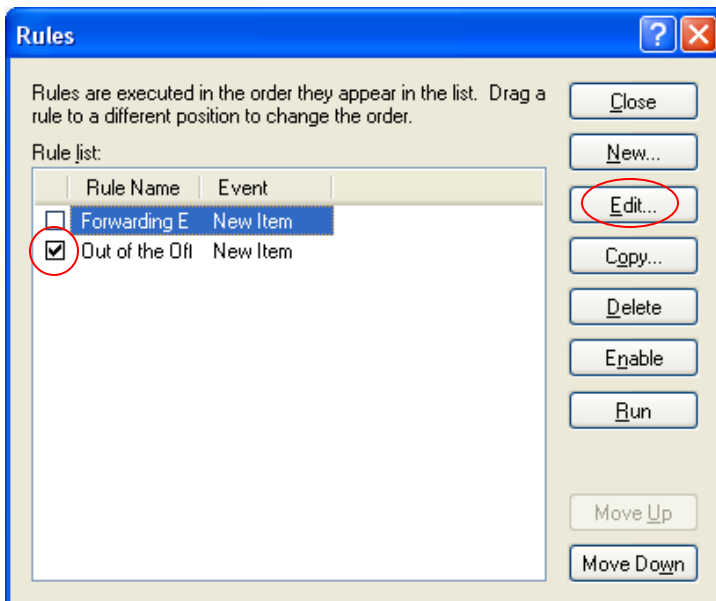 Rules
?
Rules are executed in the order they appear in the list. Drag a
rule to a different position to change the order.
Rule list:
Rule Name Event
Forwarding E New Item
Out of the Ofl New Item
Close
New...
Edit...
Copy...
Delete
Enable
Run
Move Up
Move Down